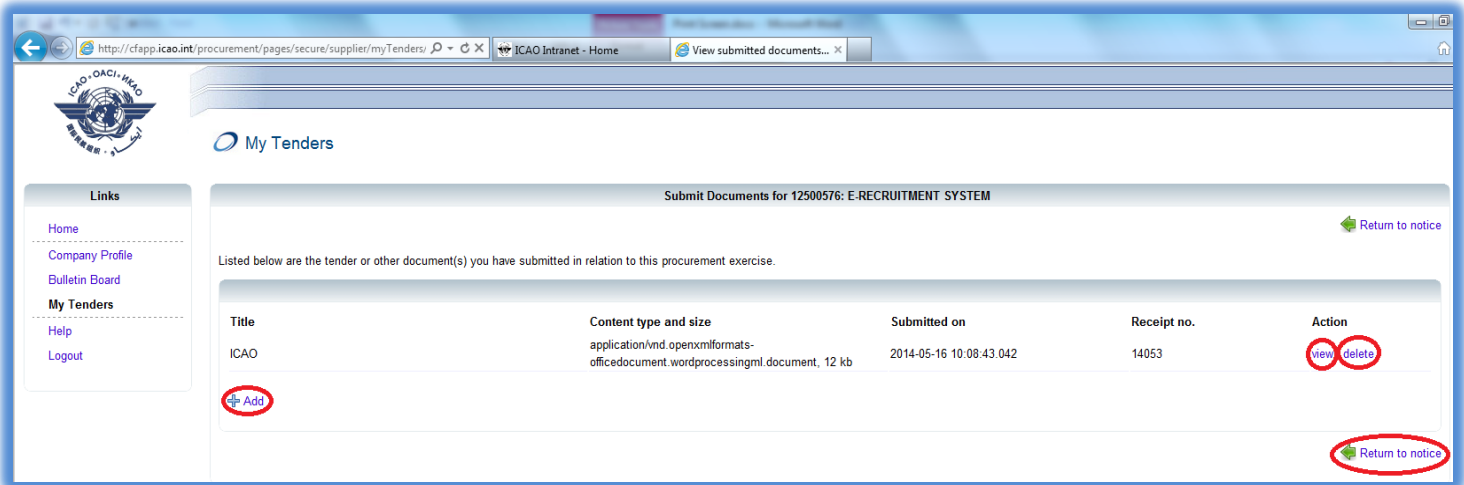 http://cfapp.icao.int/procurement/pages/secure/supplier/myTenders/
ICAO Intranet - Home
View submitted documents...
ICAO · OACI · ИКАО
My Tenders
Links
Home
Company Profile
Bulletin Board
My Tenders
Help
Logout
Submit Documents for 12500576: E-RECRUITMENT SYSTEM
Return to notice
Listed below are the tender or other document(s) you have submitted in relation to this procurement exercise.
Title Content type and size Submitted on Receipt no. Action
ICAO application/vnd.openxmlformats-
officedocument.wordprocessingml.document, 12 kb 2014-05-16 10:08:43.042 14053 view delete
Add
Return to notice